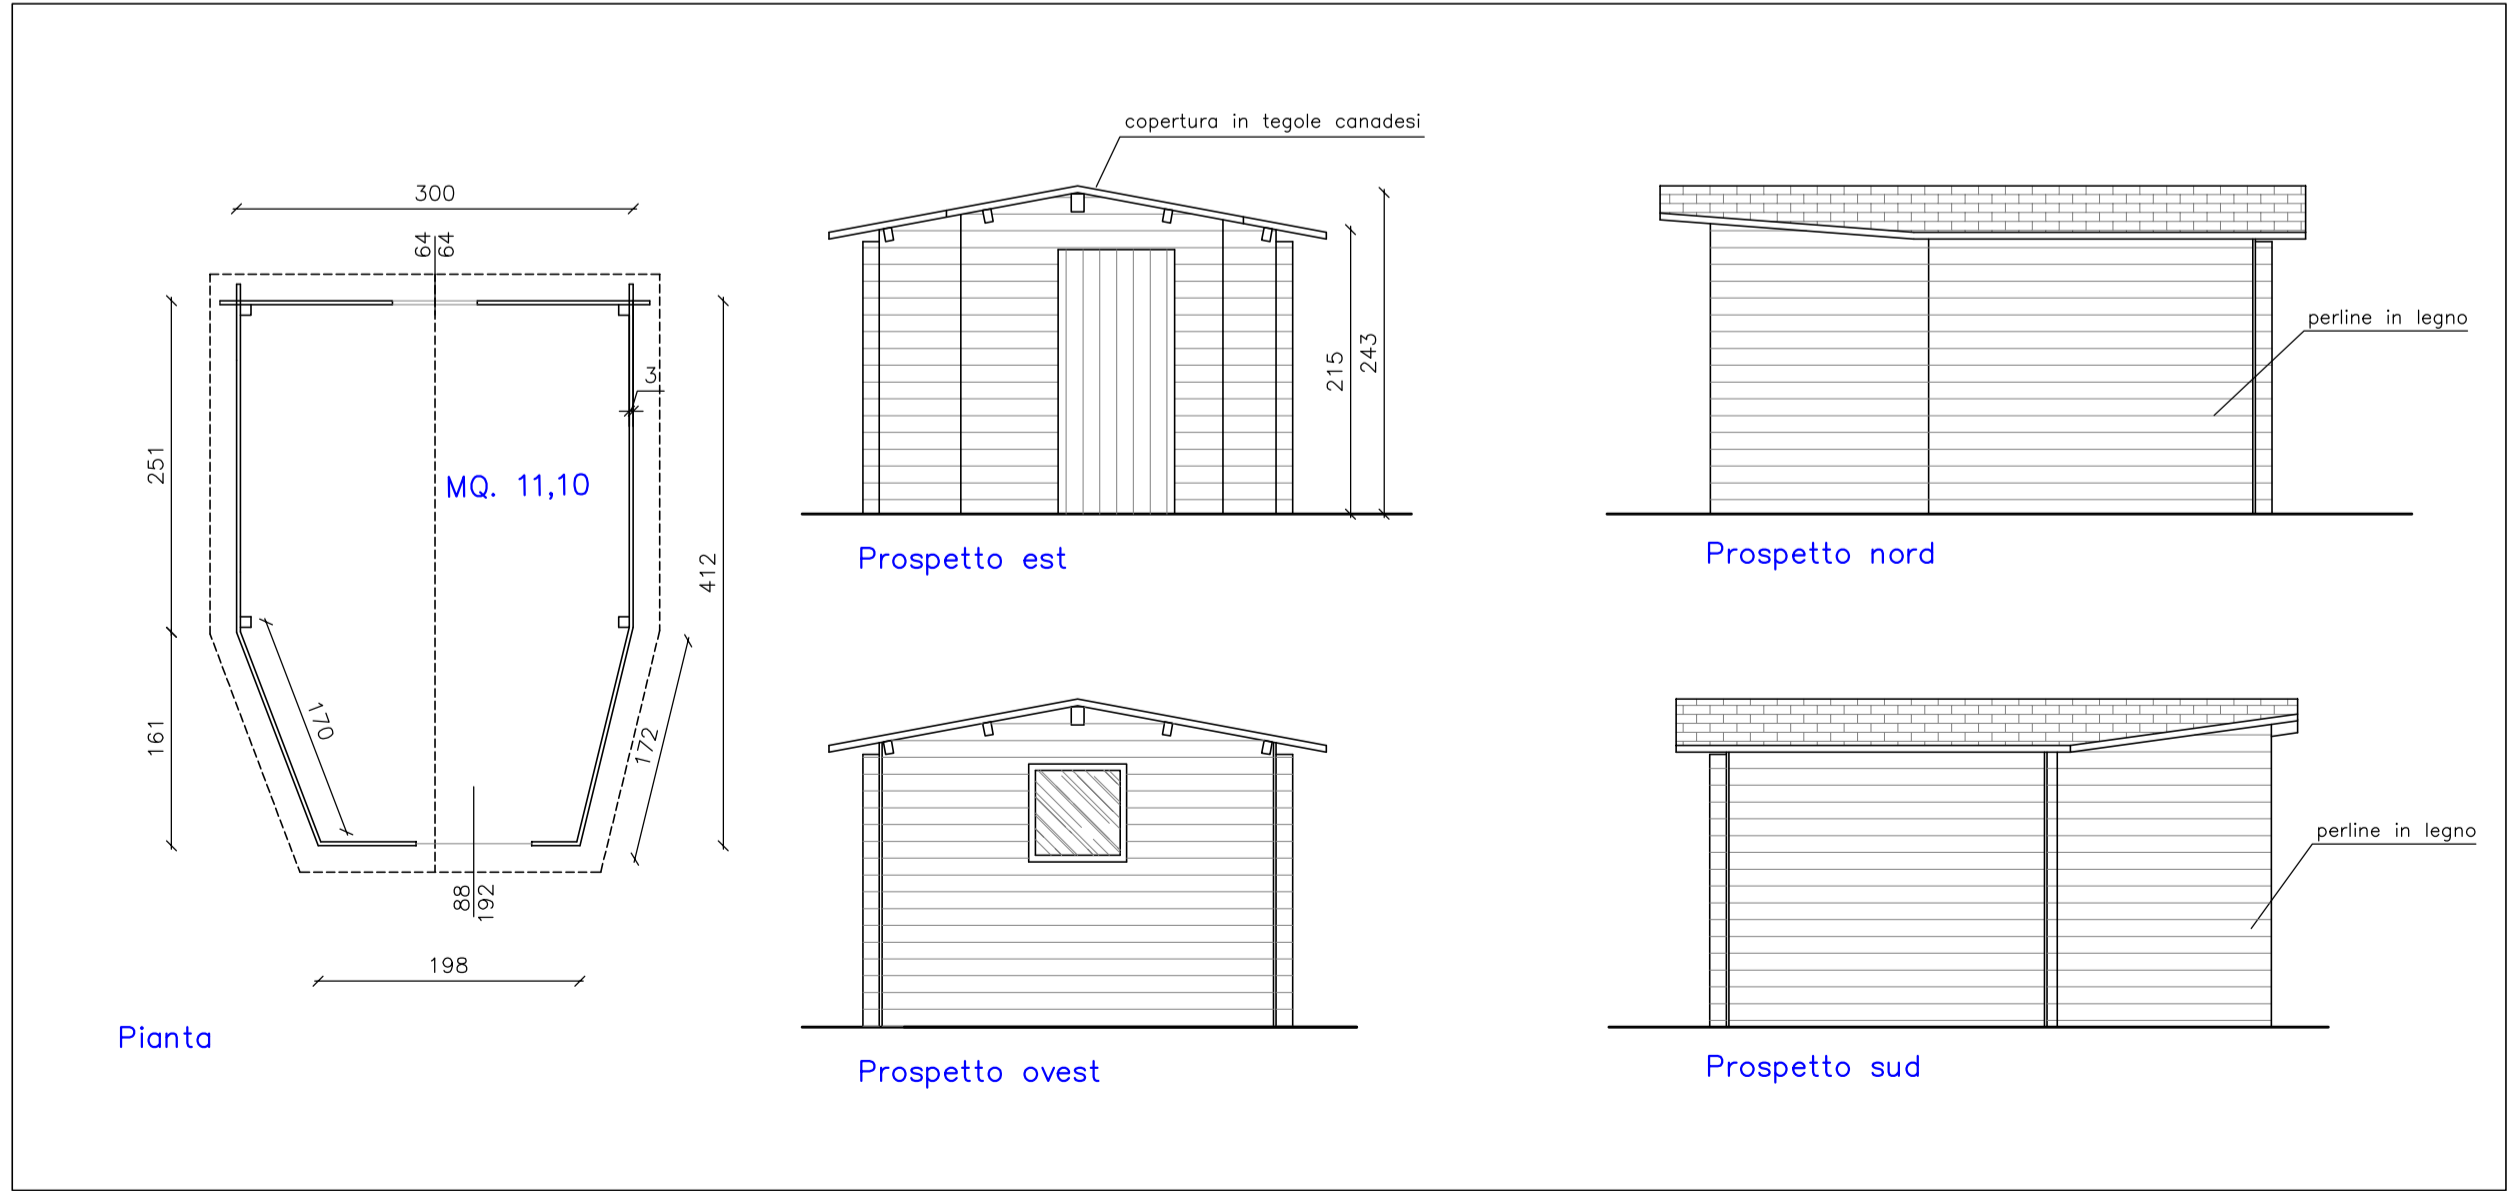 copertura in tegole canadesi
300
64
64
perline in legno
3
215
243
251
MQ. 11,10
Prospetto est
Prospetto nord
412
170
161
172
perline in legno
88
192
198
Pianta
Prospetto ovest
Prospetto sud